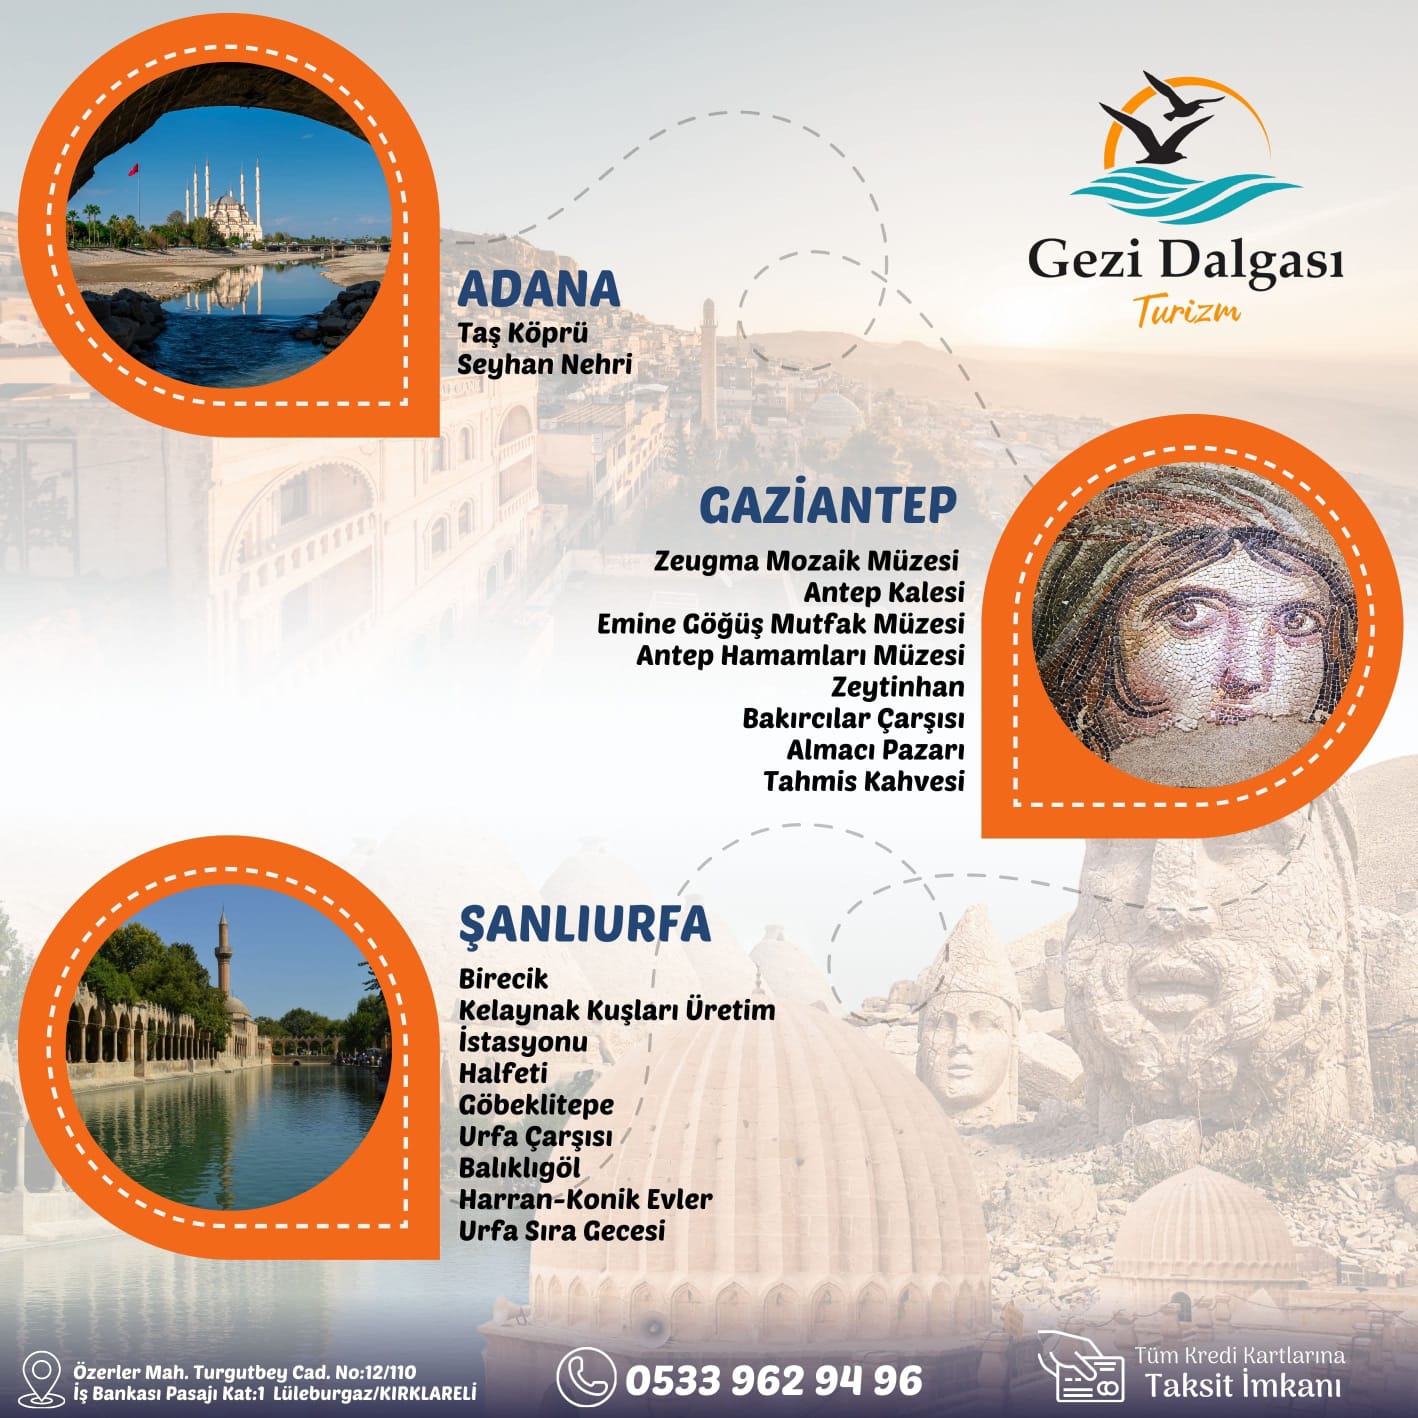 Gezi Dalgası
Turizm
ADANA
Taş Köprü
Seyhan Nehri
GAZİANTEP
Zeugma Mozaik Müzesi
Antep Kalesi
Emine Göğüş Mutfak Müzesi
Antep Hamamları Müzesi
Zeytinhan
Bakırcılar Çarşısı
Almacı Pazarı
Tahmis Kahvesi
ŞANLIURFA
Birecik
Kelaynak Kuşları Üretim
İstasyonu
Halfeti
Göbeklitepe
Urfa Çarşısı
Balıklıgöl
Harran-Konik Evler
Urfa Sıra Gecesi
Özerler Mah. Turgutbey Cad. No:12/110
İş Bankası Pasajı Kat:1 Lüleburgaz/KIRKLARELİ
0533 962 94 96
Tüm Kredi Kartlarına
Taksit İmkanı